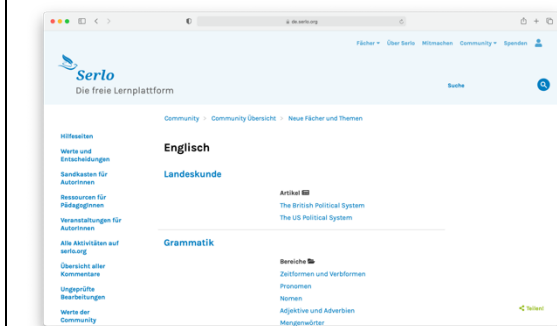 de.serlo.org
Fächer
Über Serlo
Mitmachen
Community
Spenden
Serlo
Die freie Lernplattform
Suche
Community
Community Übersicht
Neue Fächer und Themen
Hilfeseiten
Werte und
Entscheidungen
Sandkasten für
AutorInnen
Ressourcen für
PädagogInnen
Veranstaltungen für
AutorInnen
Alle Aktivitäten auf
serlo.org
Übersicht aller
Kommentare
Ungeprüfte
Bearbeitungen
Werte der
Community
Englisch
Landeskunde
Artikel
The British Political System
The US Political System
Grammatik
Bereiche
Zeitformen und Verbformen
Pronomen
Nomen
Adjektive und Adverbien
Mengenwörter
Teilen!